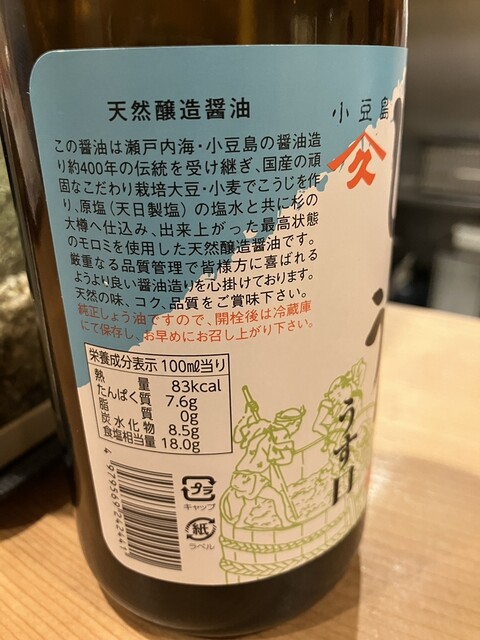 天然醸造醤油
この醤油は瀬戸内海・小豆島の醤油造
り約400年の伝統を受け継ぎ、国産の頑
固なこだわり栽培大豆・小麦でこうじを作
り、原塩（天日製塩）の塩水と共に杉の
大樽へ仕込み、出来上がった最高状態
のモロミを使用した天然醸造醤油です。
厳重なる品質管理で皆様方に喜ばれる
ようより良い醤油造りを心掛けております。
天然の味、コク、品質をご賞味下さい。
純正しょう油ですので、開栓後は冷蔵庫
にて保存し、お早めにお召し上がり下さい。
栄養成分表示 100ml当り
熱量 83kcal
たんぱく質 7.6g
脂質 0g
炭水化物 8.5g
食塩相当量 18.0g
プラ
キャップ
紙
ラベル
小豆島
久
うす口